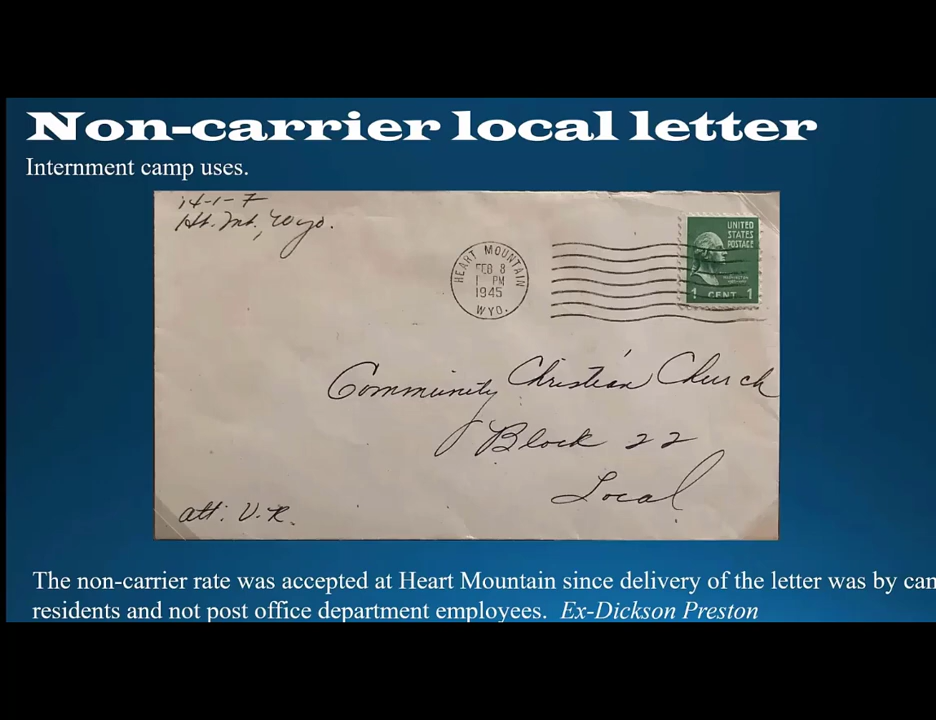 Non-carrier local letter
Internment camp uses.
14-1-F
Ht. Mt., Wyo.
HEART MOUNTAIN
FEB 8
1 PM
1945
WYO.
UNITED
STATES
POSTAGE
WASHINGTON
1 CENT 1
Community Christian Church
Block 22
Local
att: V.R.
The non-carrier rate was accepted at Heart Mountain since delivery of the letter was by cam
residents and not post office department employees. Ex-Dickson Preston